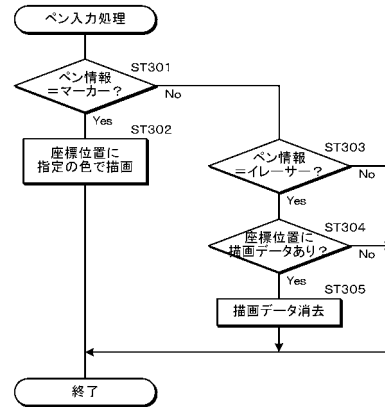 ペン入力処理
ST301
ペン情報
=マーカー?
No
Yes
ST302
座標位置に
指定の色で描画
ST303
ペン情報
=イレーサー?
No
Yes
ST304
座標位置に
描画データあり?
No
Yes
ST305
描画データ消去
終了